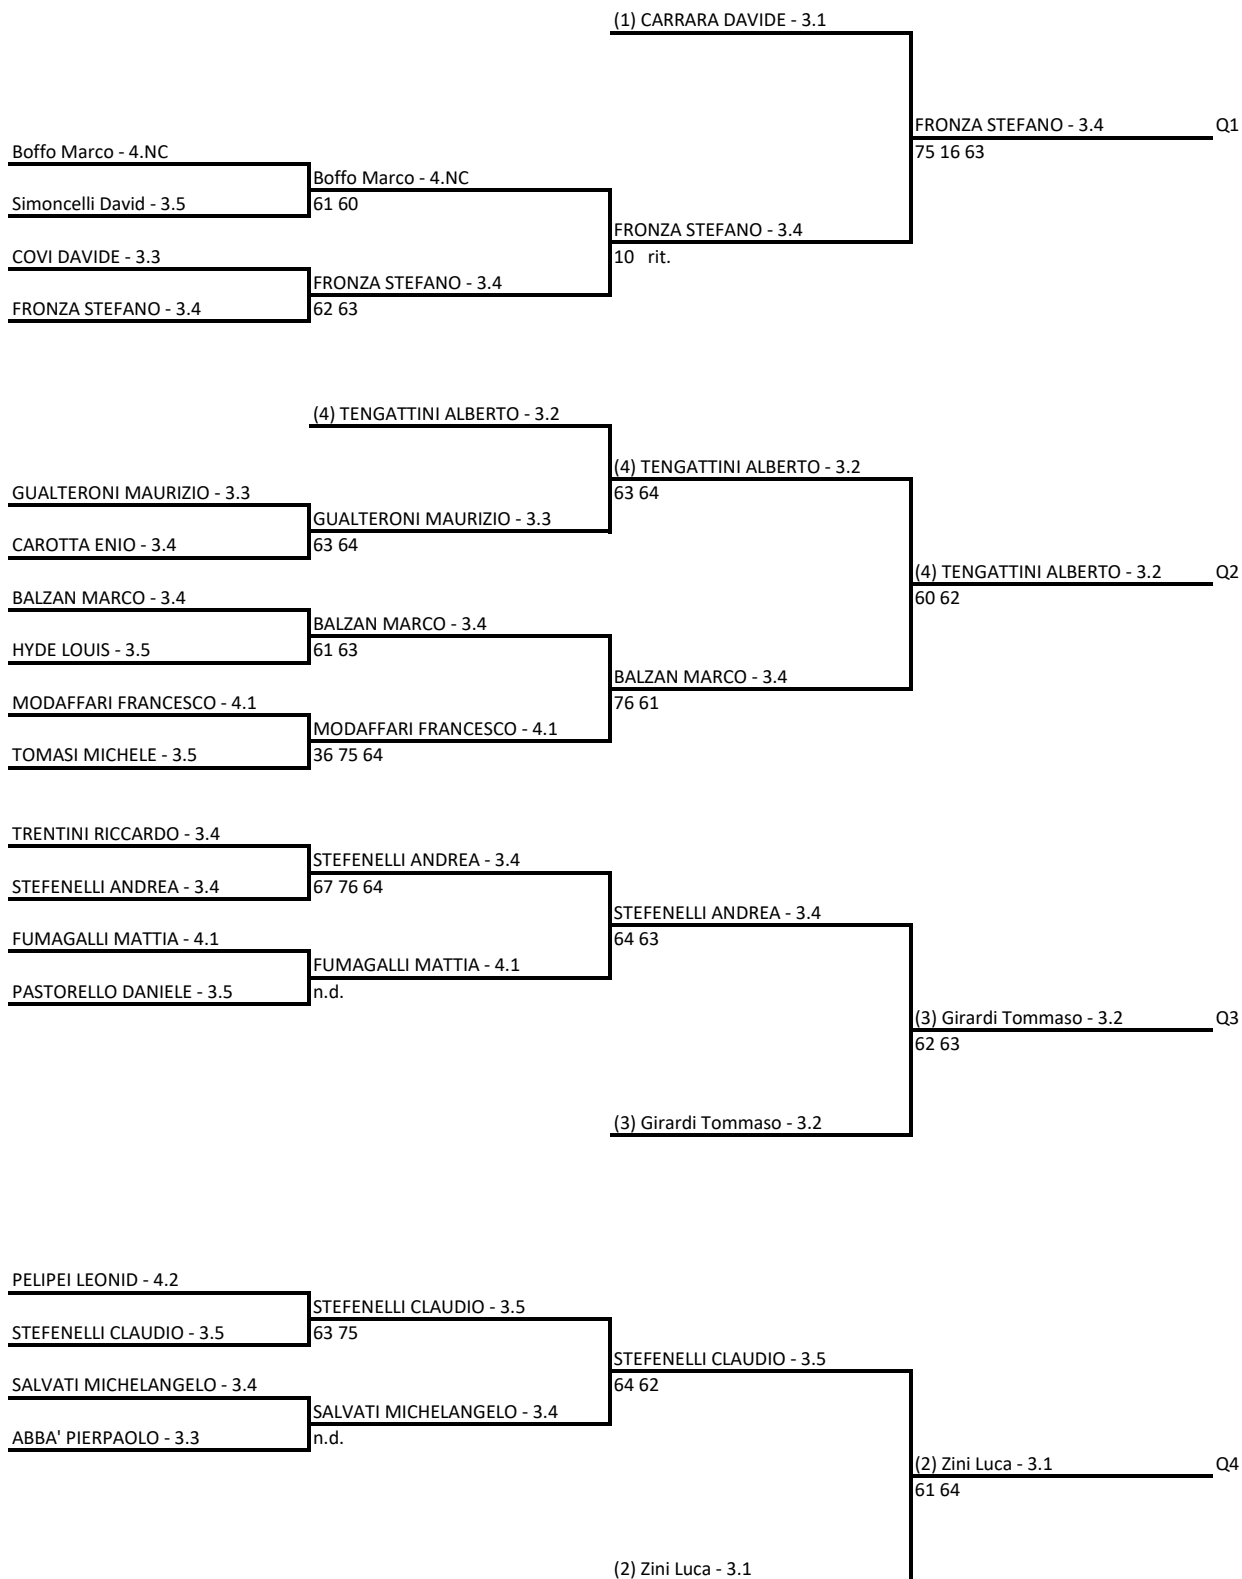 (1) CARRARA DAVIDE - 3.1
FRONZA STEFANO - 3.4 Q1
Boffo Marco - 4.NC
75 16 63
Boffo Marco - 4.NC
Simoncelli David - 3.5
61 60
FRONZA STEFANO - 3.4
COVI DAVIDE - 3.3
10 rit.
FRONZA STEFANO - 3.4
FRONZA STEFANO - 3.4
62 63
(4) TENGATTINI ALBERTO - 3.2
(4) TENGATTINI ALBERTO - 3.2
GUALTERONI MAURIZIO - 3.3
63 64
GUALTERONI MAURIZIO - 3.3
CAROTTA ENIO - 3.4
63 64
(4) TENGATTINI ALBERTO - 3.2 Q2
BALZAN MARCO - 3.4
60 62
BALZAN MARCO - 3.4
HYDE LOUIS - 3.5
61 63
BALZAN MARCO - 3.4
MODAFFARI FRANCESCO - 4.1
76 61
MODAFFARI FRANCESCO - 4.1
TOMASI MICHELE - 3.5
36 75 64
TRENTINI RICCARDO - 3.4
STEFENELLI ANDREA - 3.4
STEFENELLI ANDREA - 3.4
67 76 64
STEFENELLI ANDREA - 3.4
FUMAGALLI MATTIA - 4.1
64 63
FUMAGALLI MATTIA - 4.1
PASTORELLO DANIELE - 3.5
n.d.
(3) Girardi Tommaso - 3.2 Q3
62 63
(3) Girardi Tommaso - 3.2
PELIPEI LEONID - 4.2
STEFENELLI CLAUDIO - 3.5
STEFENELLI CLAUDIO - 3.5
63 75
STEFENELLI CLAUDIO - 3.5
SALVATI MICHELANGELO - 3.4
64 62
SALVATI MICHELANGELO - 3.4
ABBA' PIERPAOLO - 3.3
n.d.
(2) Zini Luca - 3.1 Q4
61 64
(2) Zini Luca - 3.1